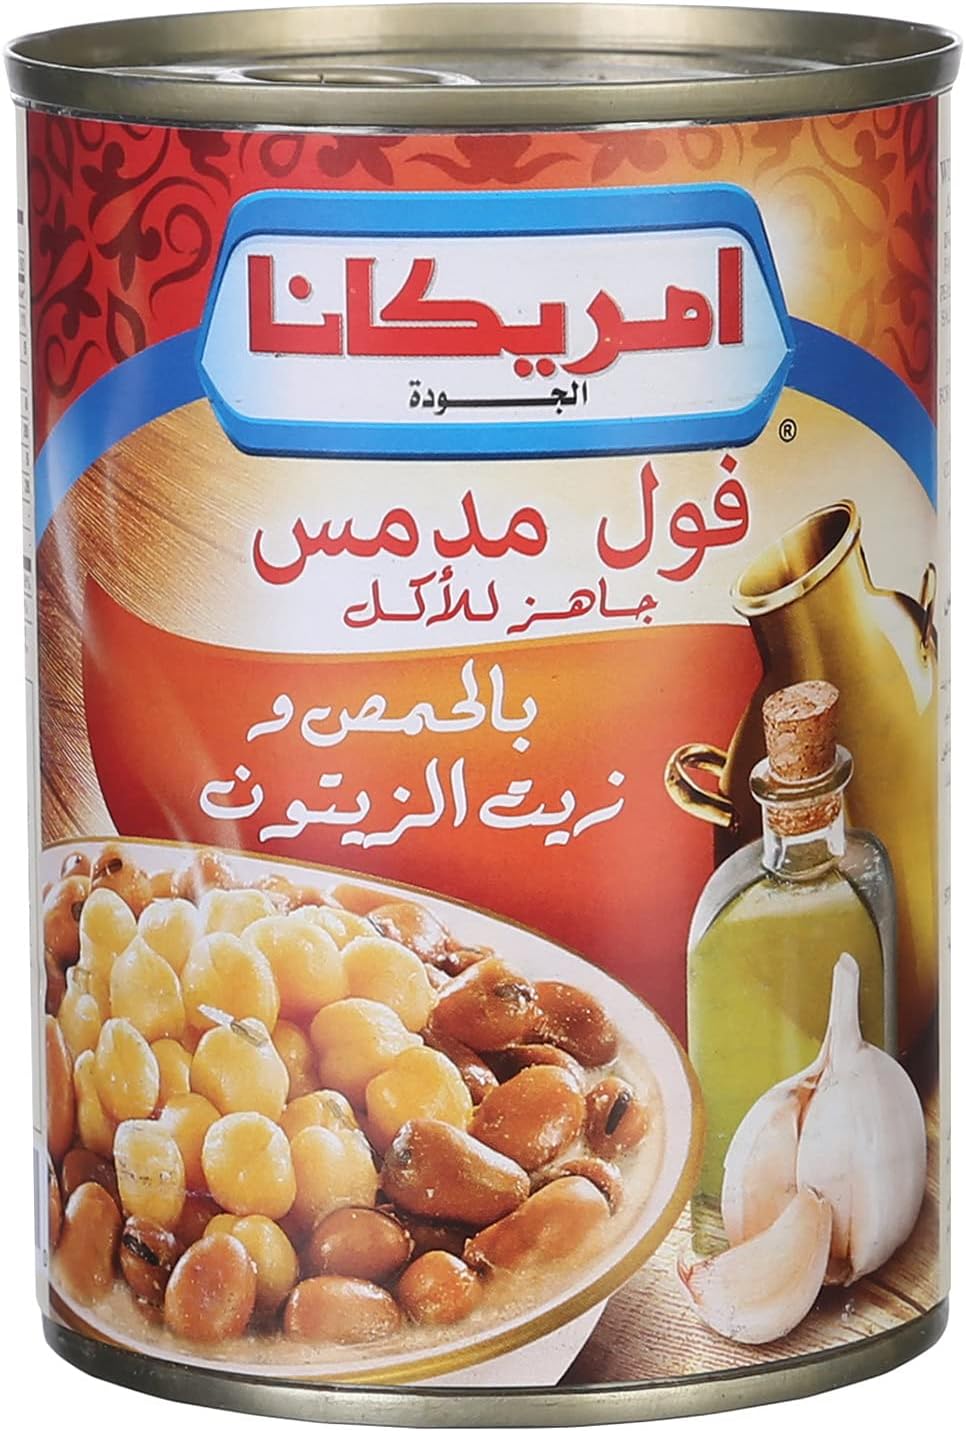 امريكانا
الجودة
®
فول مدمس
جاهز للأكل
بالحمص و
زيت الزيتون